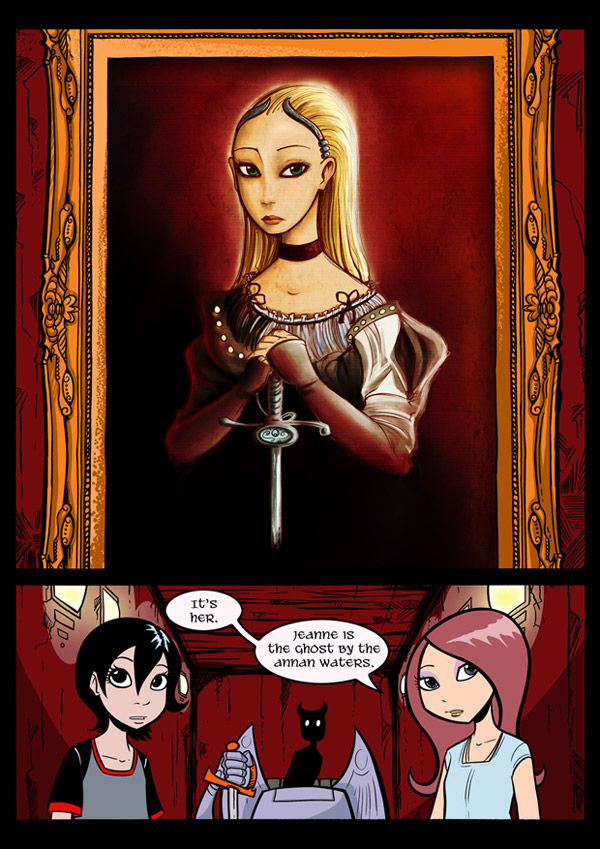 It's
her.
Jeanne is
the ghost by the
annan waters.